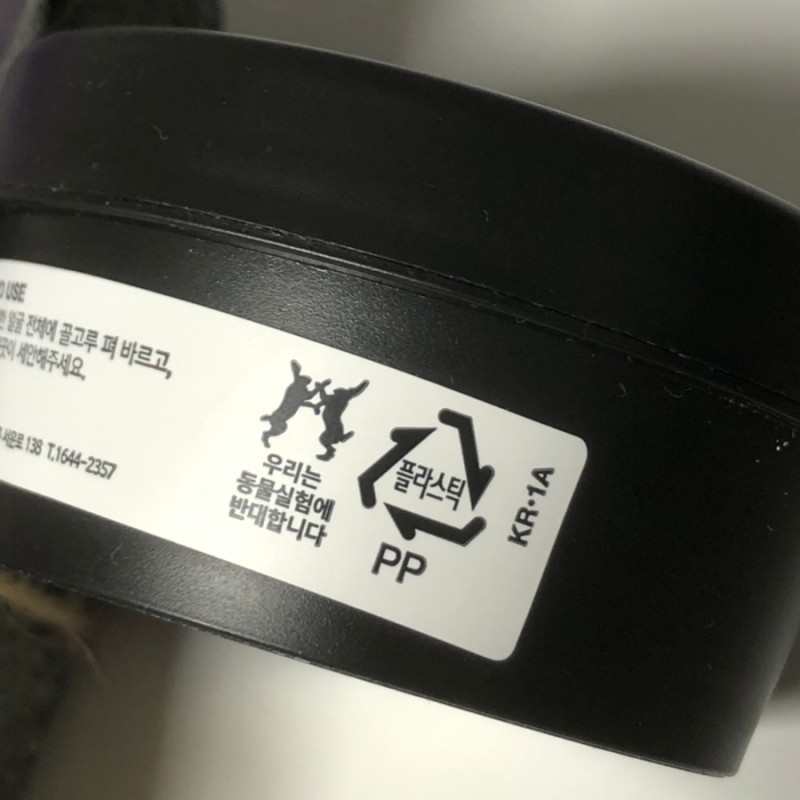 USE
얼굴 전체에 골고루 펴 바르고,
세안해주세요.
138 T.1644-2357
우리는
동물실험에
반대합니다
플라스틱
PP
KR·1A